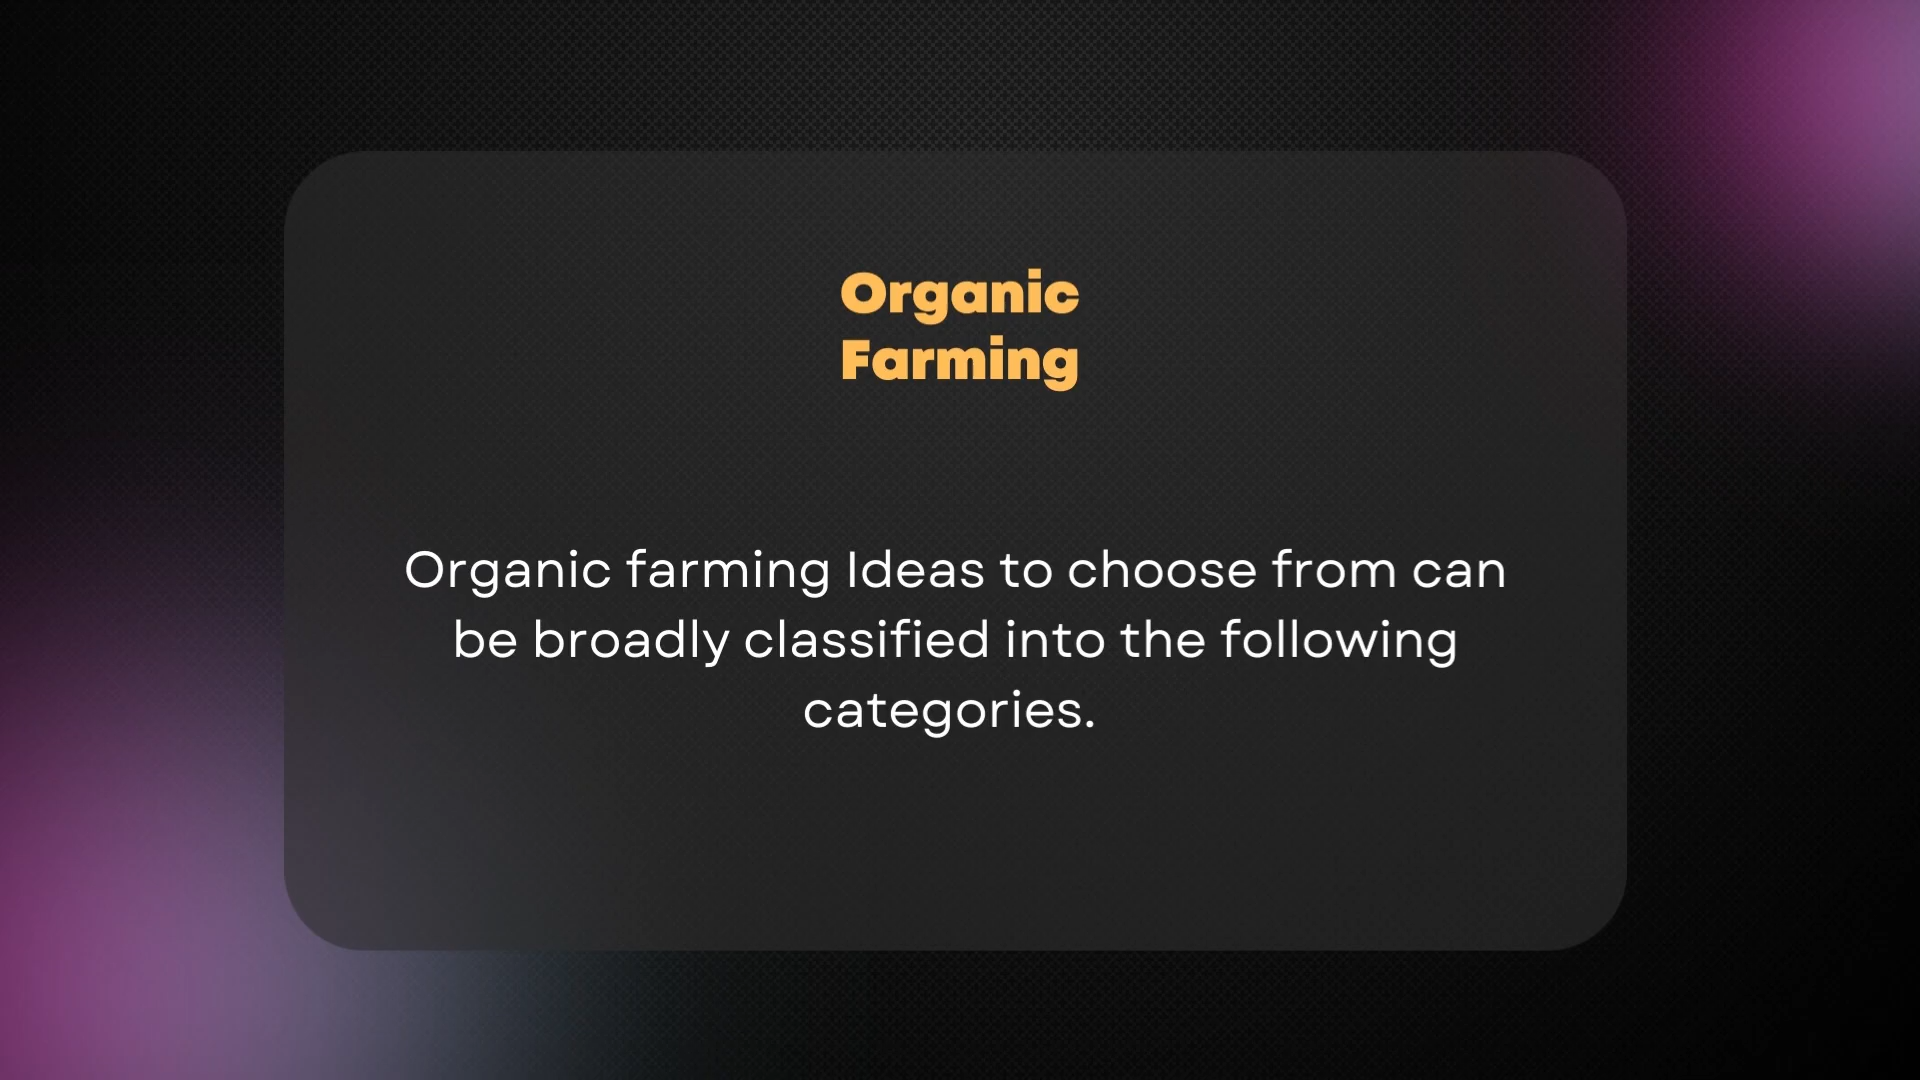 Organic
Farming
Organic farming Ideas to choose from can
be broadly classified into the following
categories.